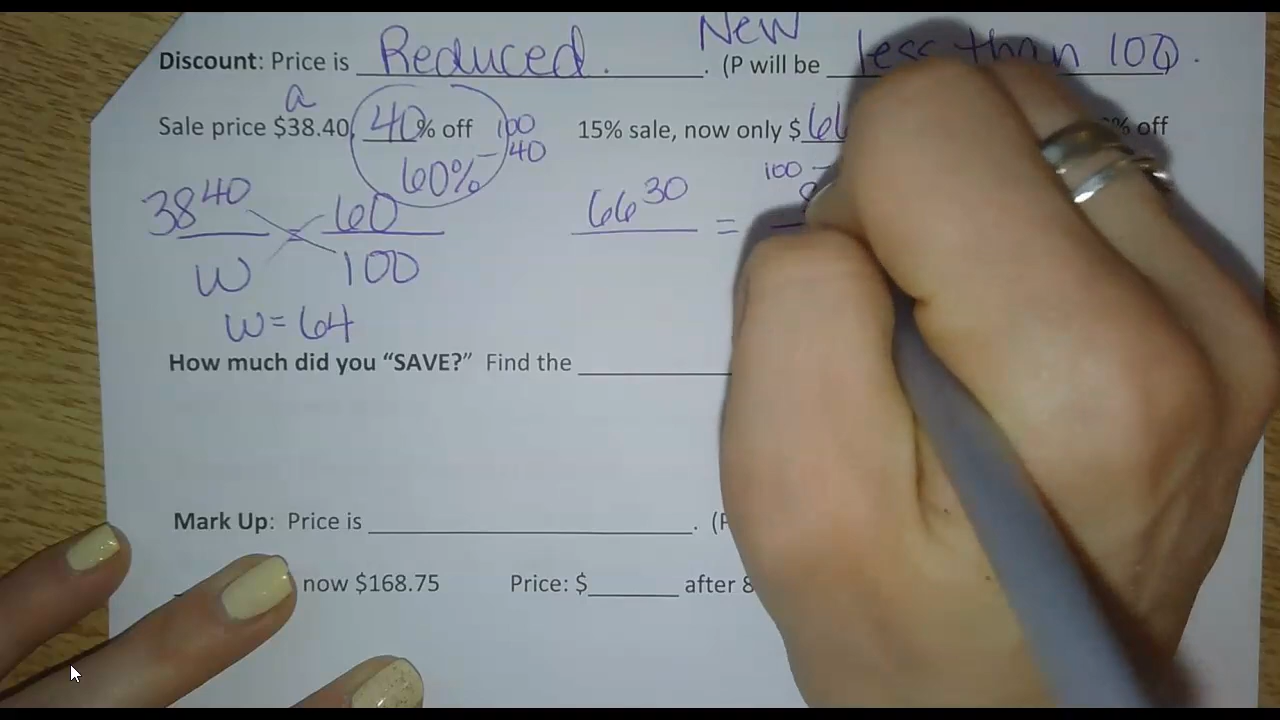 New
Discount: Price is Reduced. . (P will be less than 100.
a
Sale price $38.40, 40% off 100 15% sale, now only $66 % off
60% - 40
100 -
38 40 = 60 66 30 = 8
w 100
w = 64
How much did you “SAVE?” Find the
Mark Up: Price is . (P
now $168.75 Price: $ after 8